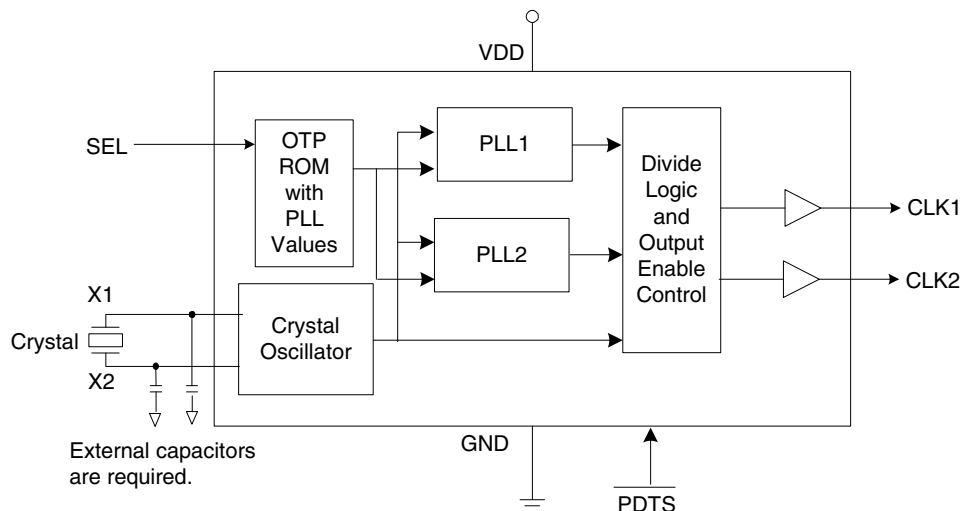 VDD
SEL
OTP
ROM
with
PLL
Values
PLL1
PLL2
Divide
Logic
and
Output
Enable
Control
CLK1
CLK2
X1
Crystal
X2
Crystal
Oscillator
External capacitors
are required.
GND
PDTS